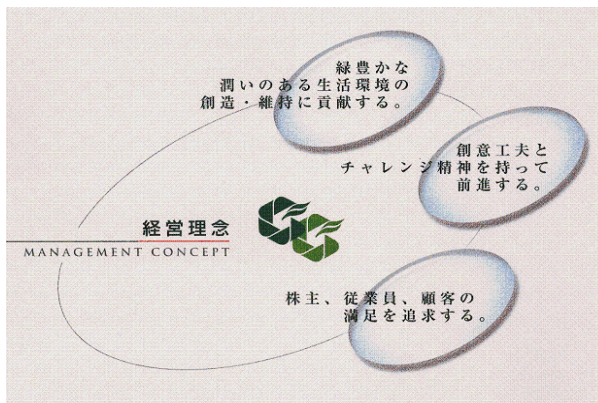 緑豊かな
潤いのある生活環境の
創造・維持に貢献する。
創意工夫と
チャレンジ精神を持って
前進する。
経営理念
MANAGEMENT CONCEPT
株主、従業員、顧客の
満足を追求する。